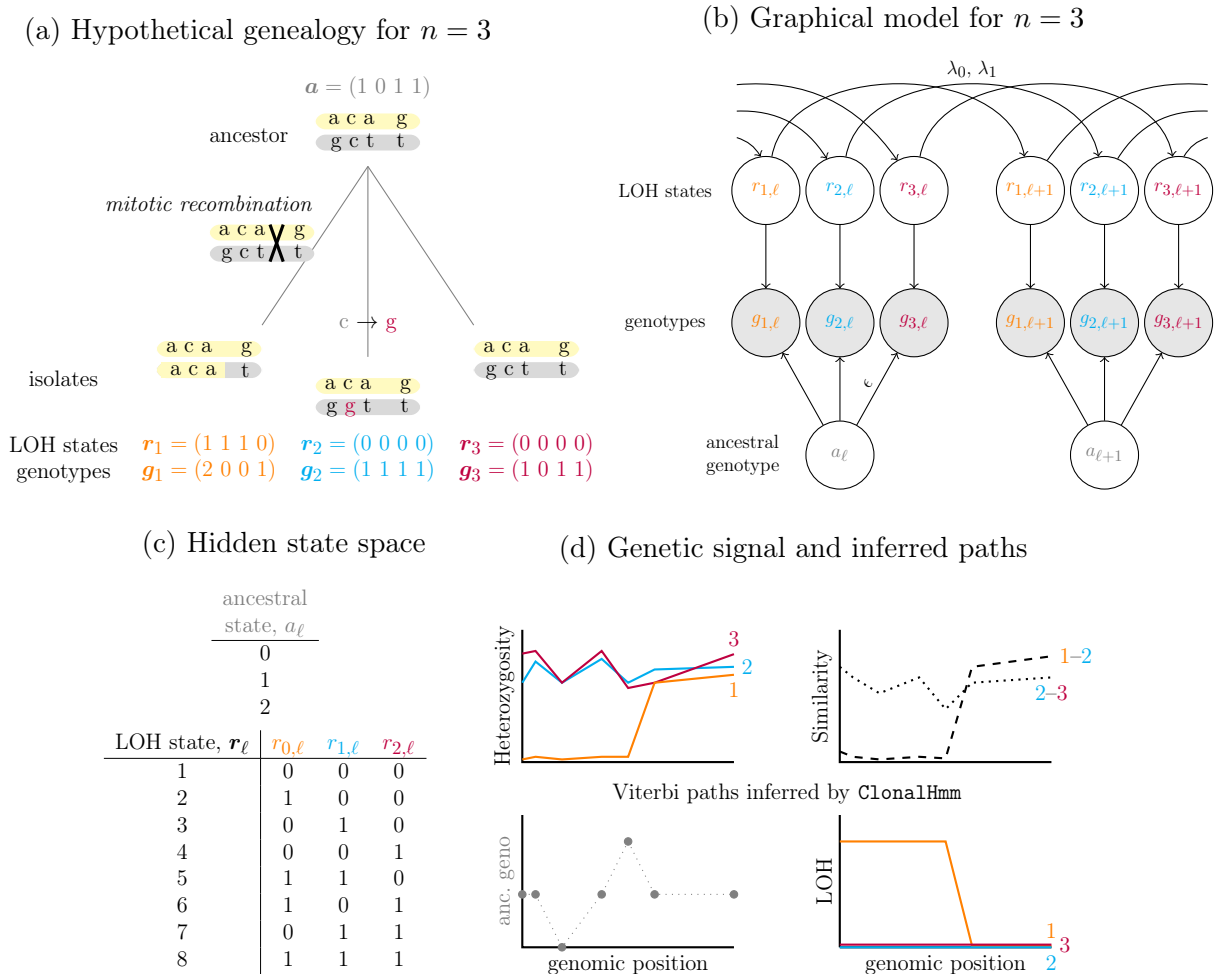 (a) Hypothetical genealogy for n = 3
a = (1 0 1 1)
ancestor
a c a g
g c t t
mitotic recombination
a c a g
g c t t
c → g
isolates
a c a g
a c a t
a c a g
g g t t
a c a g
g c t t
LOH states r₁ = (1 1 1 0) r₂ = (0 0 0 0) r₃ = (0 0 0 0)
genotypes g₁ = (2 0 0 1) g₂ = (1 1 1 1) g₃ = (1 0 1 1)
(b) Graphical model for n = 3
λ₀, λ₁
LOH states r₁,ℓ r₂,ℓ r₃,ℓ r₁,ℓ₊₁ r₂,ℓ₊₁ r₃,ℓ₊₁
genotypes g₁,ℓ g₂,ℓ g₃,ℓ g₁,ℓ₊₁ g₂,ℓ₊₁ g₃,ℓ₊₁
ϵ
ancestral
genotype
aℓ aℓ₊₁
(c) Hidden state space
ancestral
state, aℓ
0
1
2
LOH state, rℓ r₀,ℓ r₁,ℓ r₂,ℓ
1 0 0 0
2 1 0 0
3 0 1 0
4 0 0 1
5 1 1 0
6 1 0 1
7 0 1 1
8 1 1 1
(d) Genetic signal and inferred paths
Heterozygosity
3
2
1
Similarity
1–2
2–3
Viterbi paths inferred by ClonalHmm
anc. geno
genomic position
LOH
1
3
2
genomic position